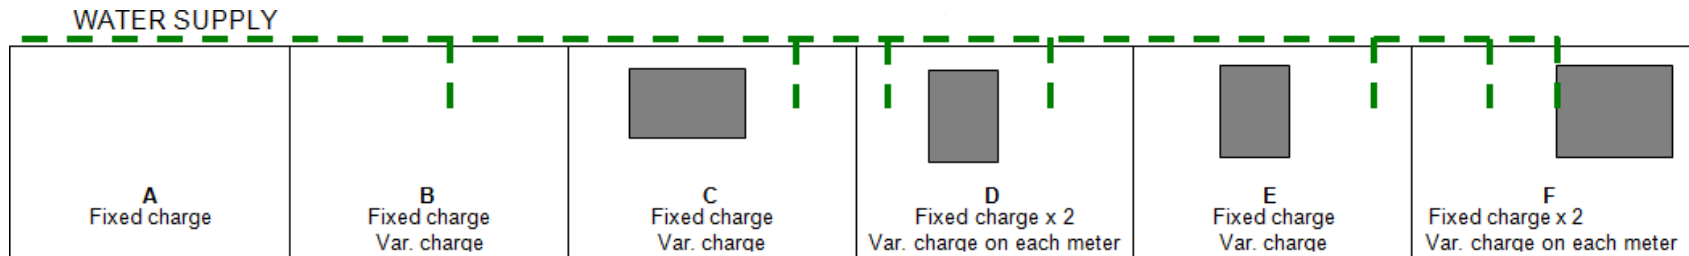 WATER SUPPLY
A
Fixed charge
B
Fixed charge
Var. charge
C
Fixed charge
Var. charge
D
Fixed charge x 2
Var. charge on each meter
E
Fixed charge
Var. charge
F
Fixed charge x 2
Var. charge on each meter